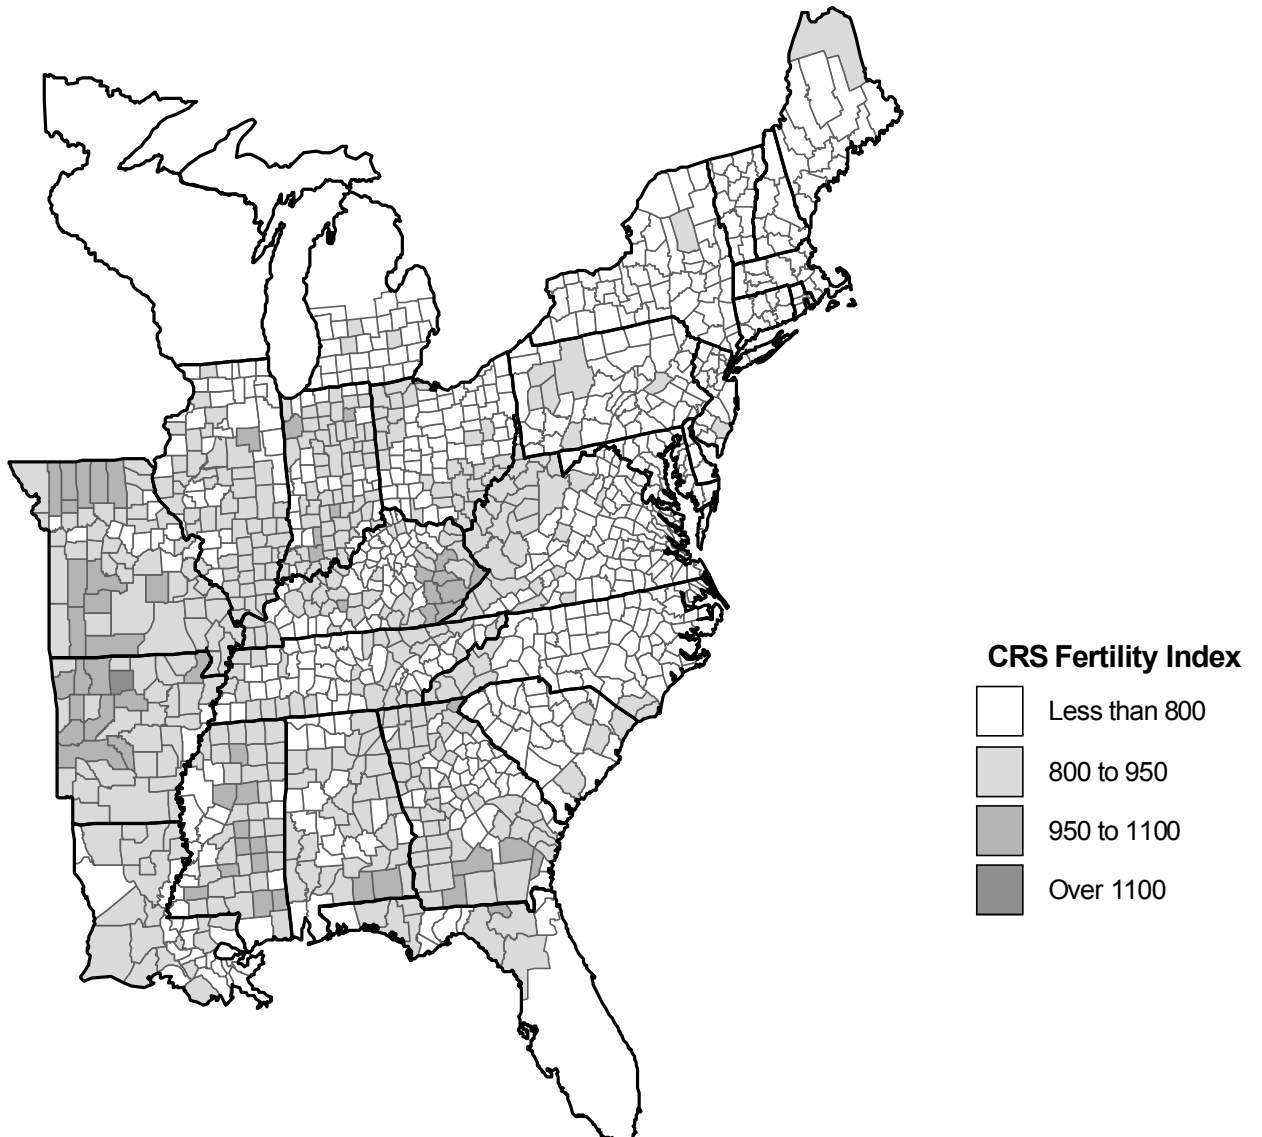 CRS Fertility Index
Less than 800
800 to 950
950 to 1100
Over 1100